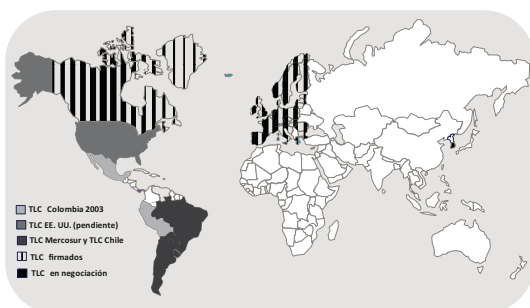 TLC Colombia 2003
TLC EE. UU. (pendiente)
TLC Mercosur y TLC Chile
TLC firmados
TLC en negociación